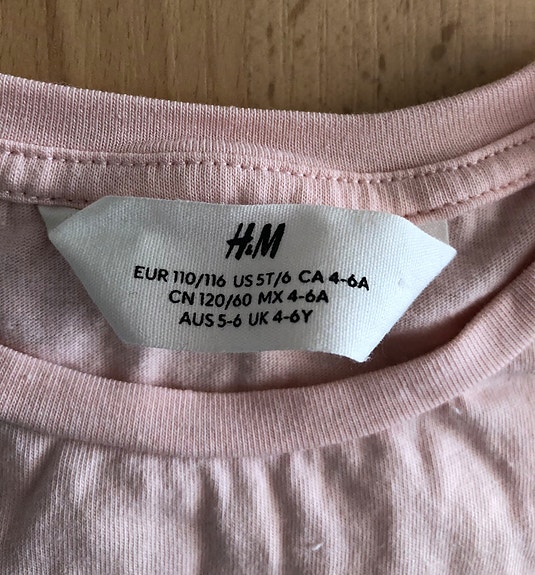 H&M
EUR 110/116 US 5T/6 CA 4-6A
CN 120/60 MX 4-6A
AUS 5-6 UK 4-6Y